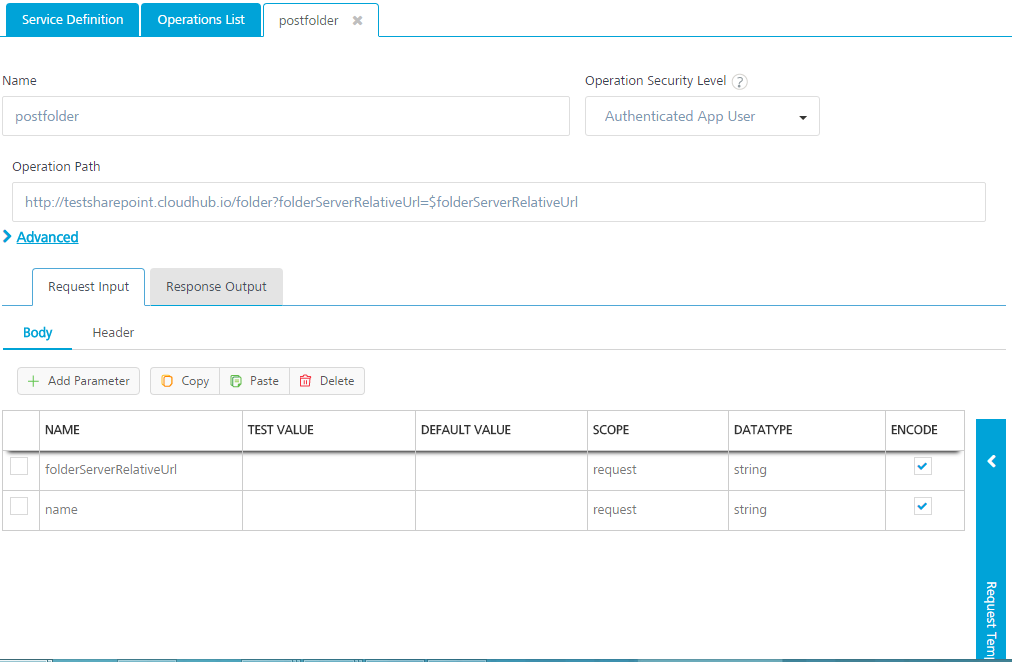 Service Definition Operations List postfolder
Name Operation Security Level ?
postfolder Authenticated App User
Operation Path
http://testsharepoint.cloudhub.io/folder?folderServerRelativeUrl=$folderServerRelativeUrl
Advanced
Request Input Response Output
Body Header
Add Parameter Copy Paste Delete
NAME TEST VALUE DEFAULT VALUE SCOPE DATATYPE ENCODE
folderServerRelativeUrl request string
name request string
Request Tem